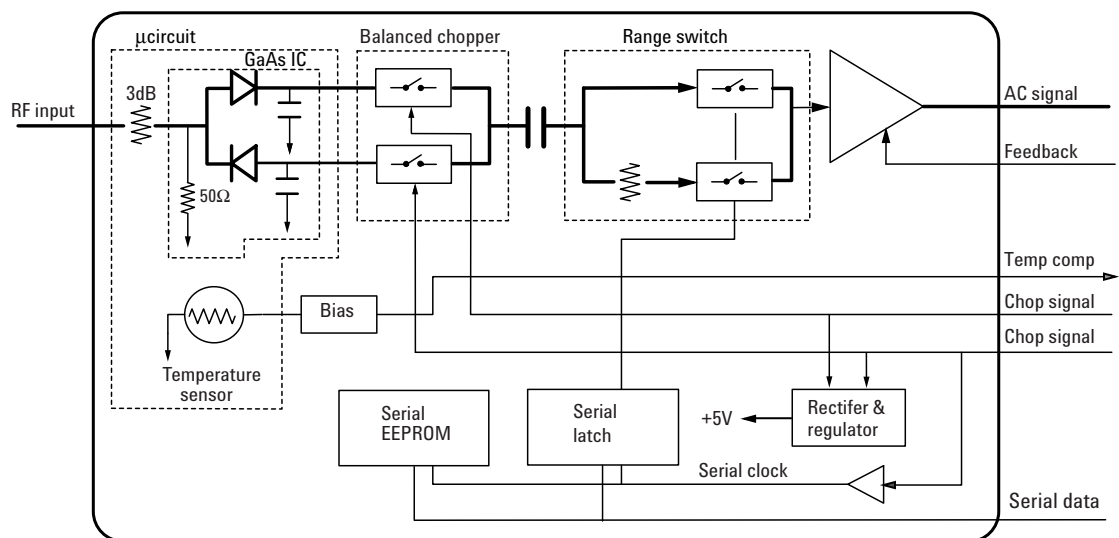 μcircuit
Balanced chopper
Range switch
GaAs IC
3dB
RF input
AC signal
Feedback
50Ω
Temp comp
Bias
Chop signal
Chop signal
Temperature
sensor
Serial
EEPROM
Serial
latch
+5V
Rectifer &
regulator
Serial clock
Serial data